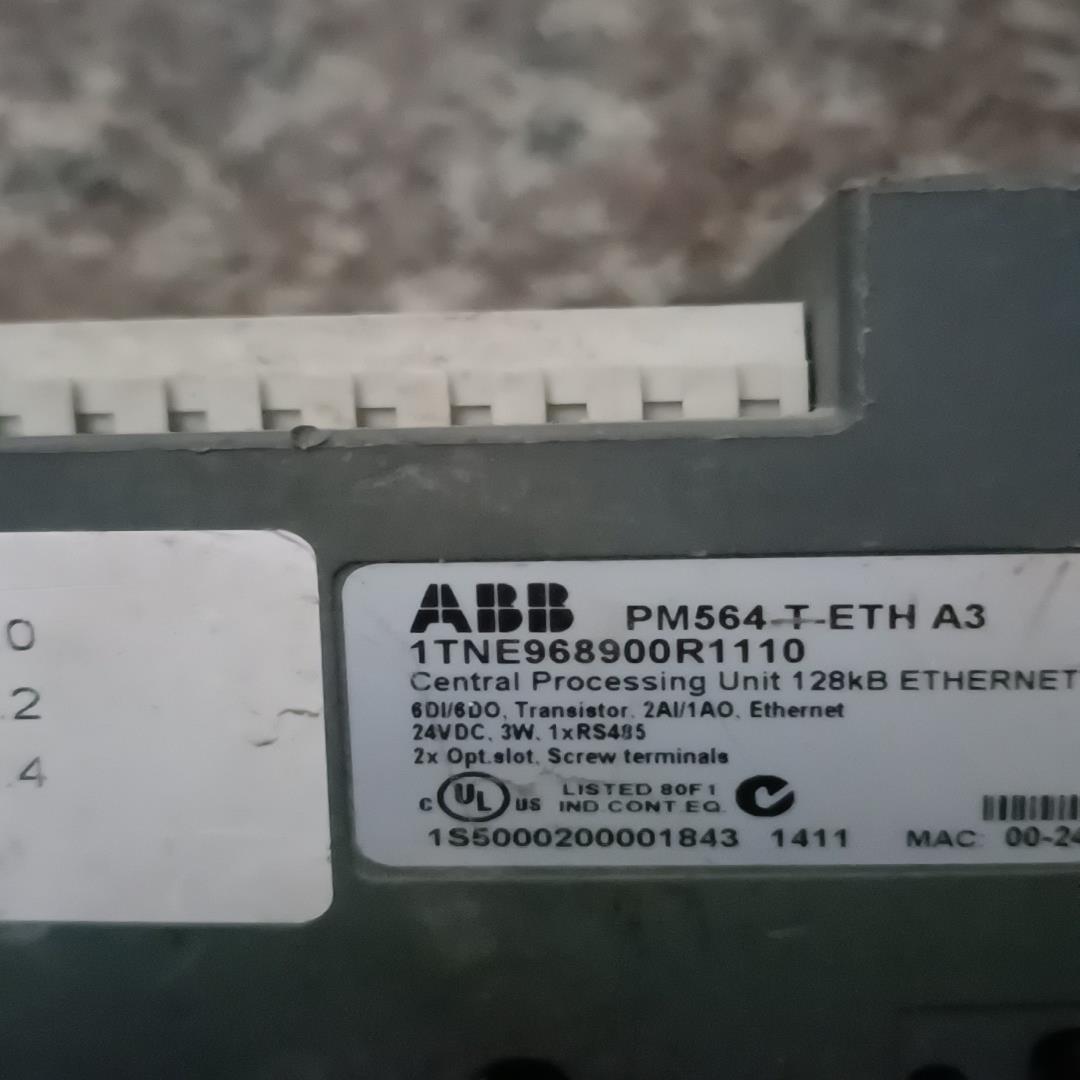 0
.2
.4
ABB PM564-T-ETH A3
1TNE968900R1110
Central Processing Unit 128kB ETHERNET
6DI/6DO, Transistor, 2AI/1AO, Ethernet
24VDC, 3W, 1xRS485
2x Opt.slot, Screw terminals
C UL US LISTED 80F1
IND CONT EQ.
1S5000200001843 1411 MAC: 00-24